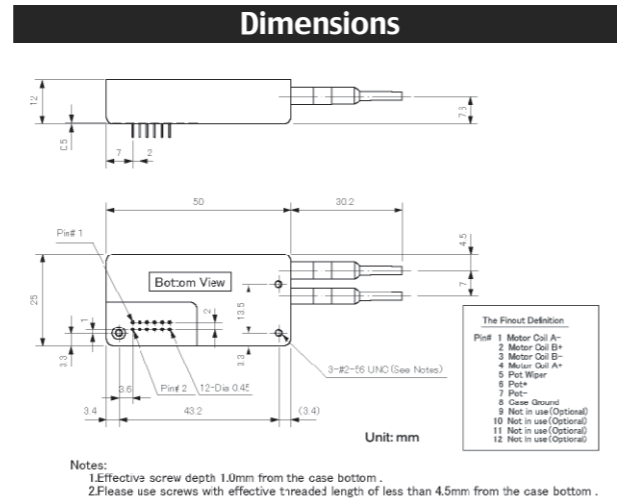 Dimensions
12
0.5
7
2
7.3
50
30.2
Pin# 1
4.5
Bottom View
25
7
13.5
2
1
3.3
3.3
3-#2-56 UNC (See Notes)
3.6
Pin# 2
12-Dia 0.45
3.4
43.2
(3.4)
Unit: mm
The Pinout Definition
Pin# 1 Motor Coil A-
2 Motor Coil B+
3 Motor Coil B-
4 Motor Coil A+
5 Pot Wiper
6 Pot+
7 Pot-
8 Case Ground
9 Not in use(Optional)
10 Not in use(Optional)
11 Not in use(Optional)
12 Not in use(Optional)
Notes:
1.Effective screw depth 1.0mm from the case bottom .
2.Please use screws with effective threaded length of less than 4.5mm from the case bottom .